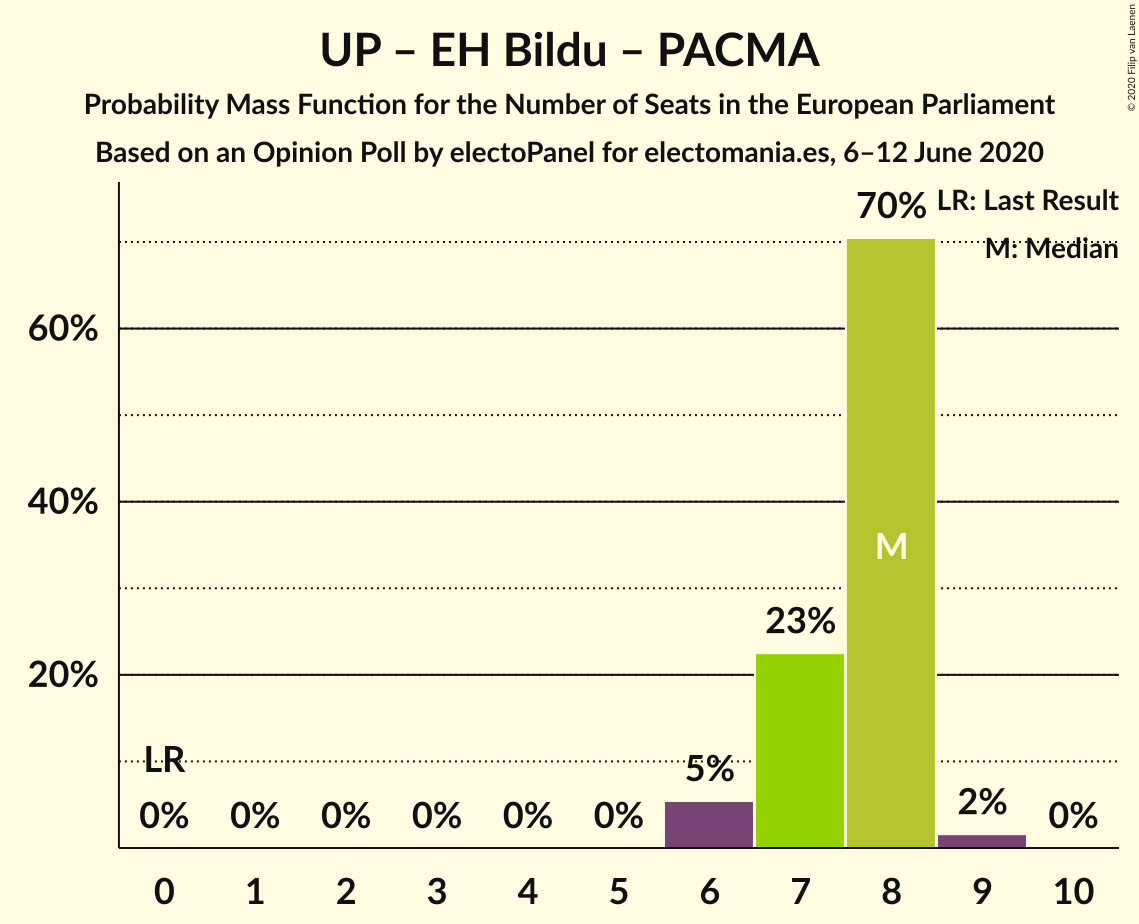 UP – EH Bildu – PACMA
Probability Mass Function for the Number of Seats in the European Parliament
Based on an Opinion Poll by electoPanel for electomania.es, 6–12 June 2020
© 2020 Filip van Laenen
70%
LR: Last Result
M: Median
60%
40%
M
23%
20%
LR
5%
2%
0% 0% 0% 0% 0% 0% 0%
0 1 2 3 4 5 6 7 8 9 10